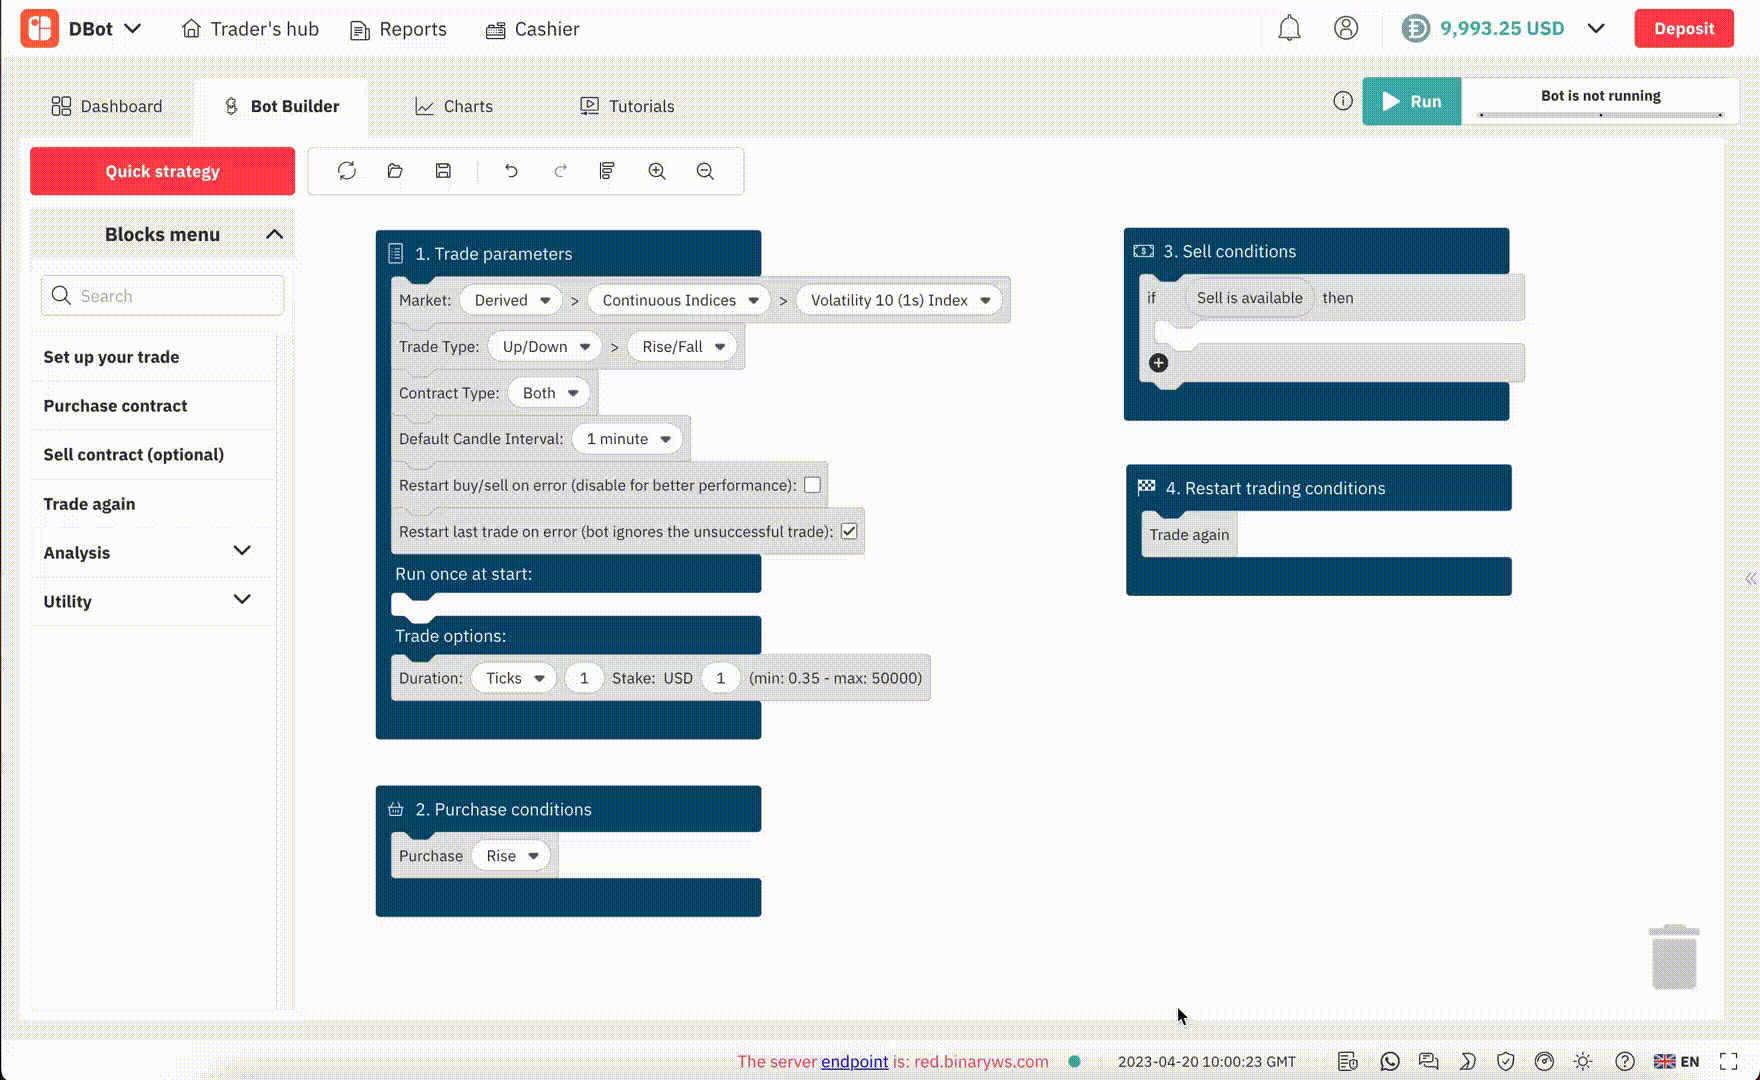 DBot
Trader's hub
Reports
Cashier
9,993.25 USD
Deposit
Dashboard
Bot Builder
Charts
Tutorials
Run
Bot is not running
Quick strategy
Blocks menu
Search
Set up your trade
Purchase contract
Sell contract (optional)
Trade again
Analysis
Utility
1. Trade parameters
Market: Derived > Continuous Indices > Volatility 10 (1s) Index
Trade Type: Up/Down > Rise/Fall
Contract Type: Both
Default Candle Interval: 1 minute
Restart buy/sell on error (disable for better performance):
Restart last trade on error (bot ignores the unsuccessful trade):
Run once at start:
Trade options:
Duration: Ticks 1 Stake: USD 1 (min: 0.35 - max: 50000)
2. Purchase conditions
Purchase Rise
3. Sell conditions
if Sell is available then
4. Restart trading conditions
Trade again
The server endpoint is: red.binaryws.com
2023-04-20 10:00:23 GMT
EN